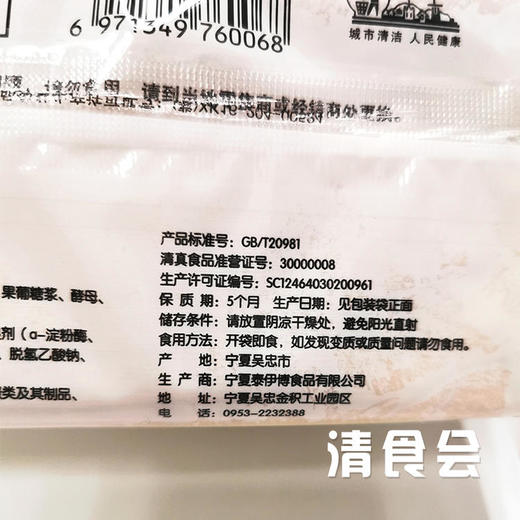 6 971349 760068
城市清洁 人民健康
请到当地零售商或经销商处更换。
产品标准号：GB/T20981
清真食品准营证号：30000008
生产许可证编号：SC12464030200961
保 质 期：5个月 生产日期：见包装袋正面
储存条件：请放置阴凉干燥处，避免阳光直射
食用方法：开袋即食，如发现变质或质量问题请勿食用。
产 地：宁夏吴忠市
生 产 商：宁夏泰伊博食品有限公司
地 址：宁夏吴忠金积工业园区
电 话：0953-2232388
果葡糖浆、酵母、
剂（α-淀粉酶、
脱氢乙酸钠、
类及其制品、
清食会